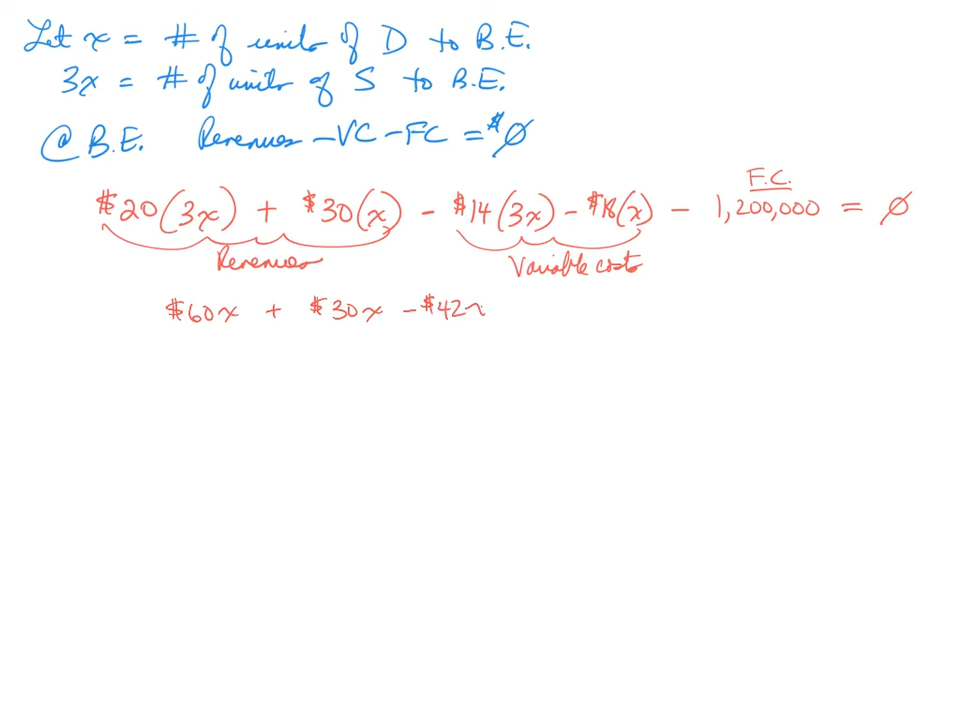 Let x = # of units of D to B.E.
3x = # of units of S to B.E.
@ B.E. Revenues - VC - FC = $0
F.C.
$20(3x) + $30(x) - $14(3x) - $18(x) - 1,200,000 = 0
Revenues Variable costs
$60x + $30x - $42x